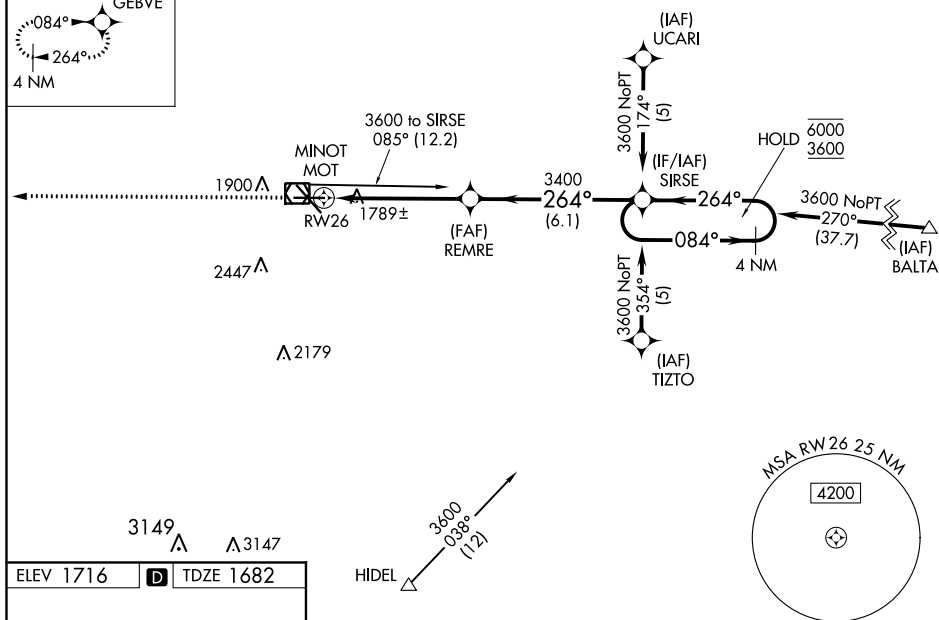 GEBVE
084°
264°
4 NM
(IAF)
UCARI
3600 NoPT
174°
(5)
3600 to SIRSE
085° (12.2)
HOLD
6000
3600
MINOT
MOT
(IF/IAF)
SIRSE
1900
3400
264°
(6.1)
264°
3600 NoPT
270°
(37.7)
RW26
1789±
(FAF)
REMRE
084°
4 NM
(IAF)
BALTA
2447
3600 NoPT
354°
(5)
2179
(IAF)
TIZTO
MSA RW 26 25 NM
4200
3600
038°
(12)
3149
3147
HIDEL
ELEV 1716 D TDZE 1682